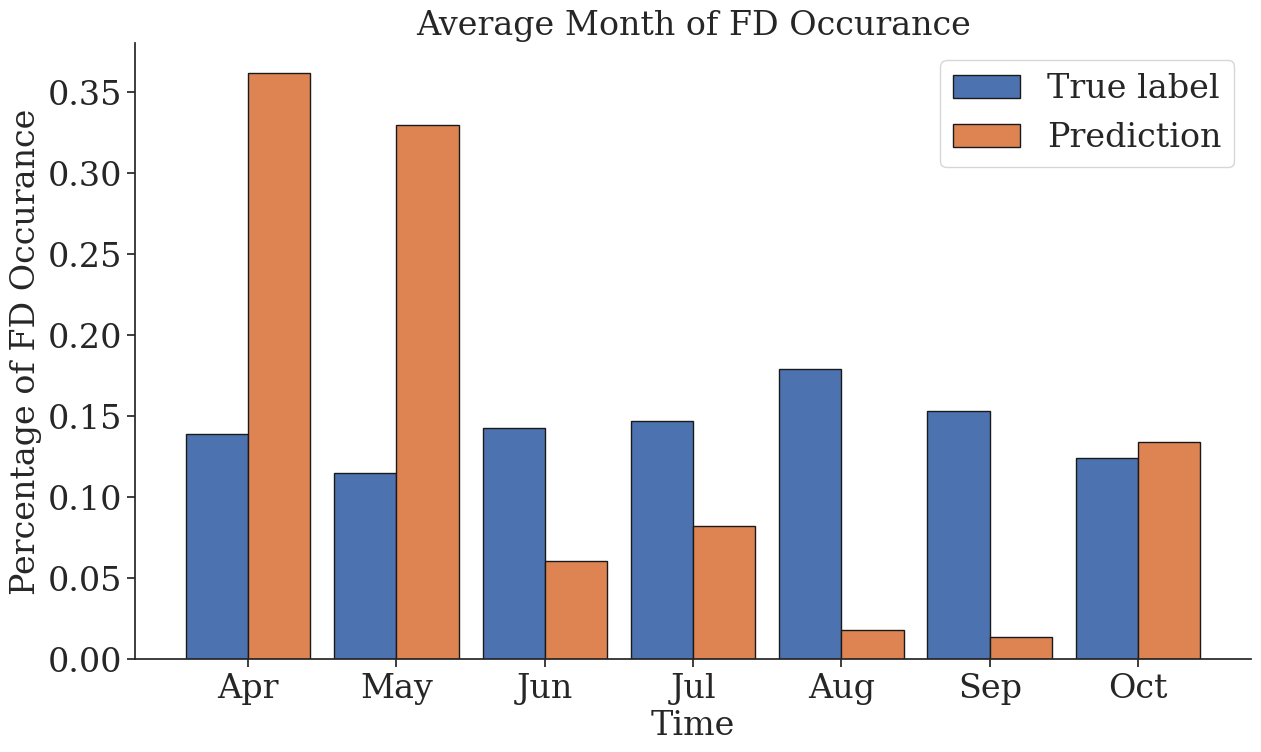 Average Month of FD Occurance
True label
Prediction
Percentage of FD Occurance
0.35
0.30
0.25
0.20
0.15
0.10
0.05
0.00
Apr May Jun Jul Aug Sep Oct
Time